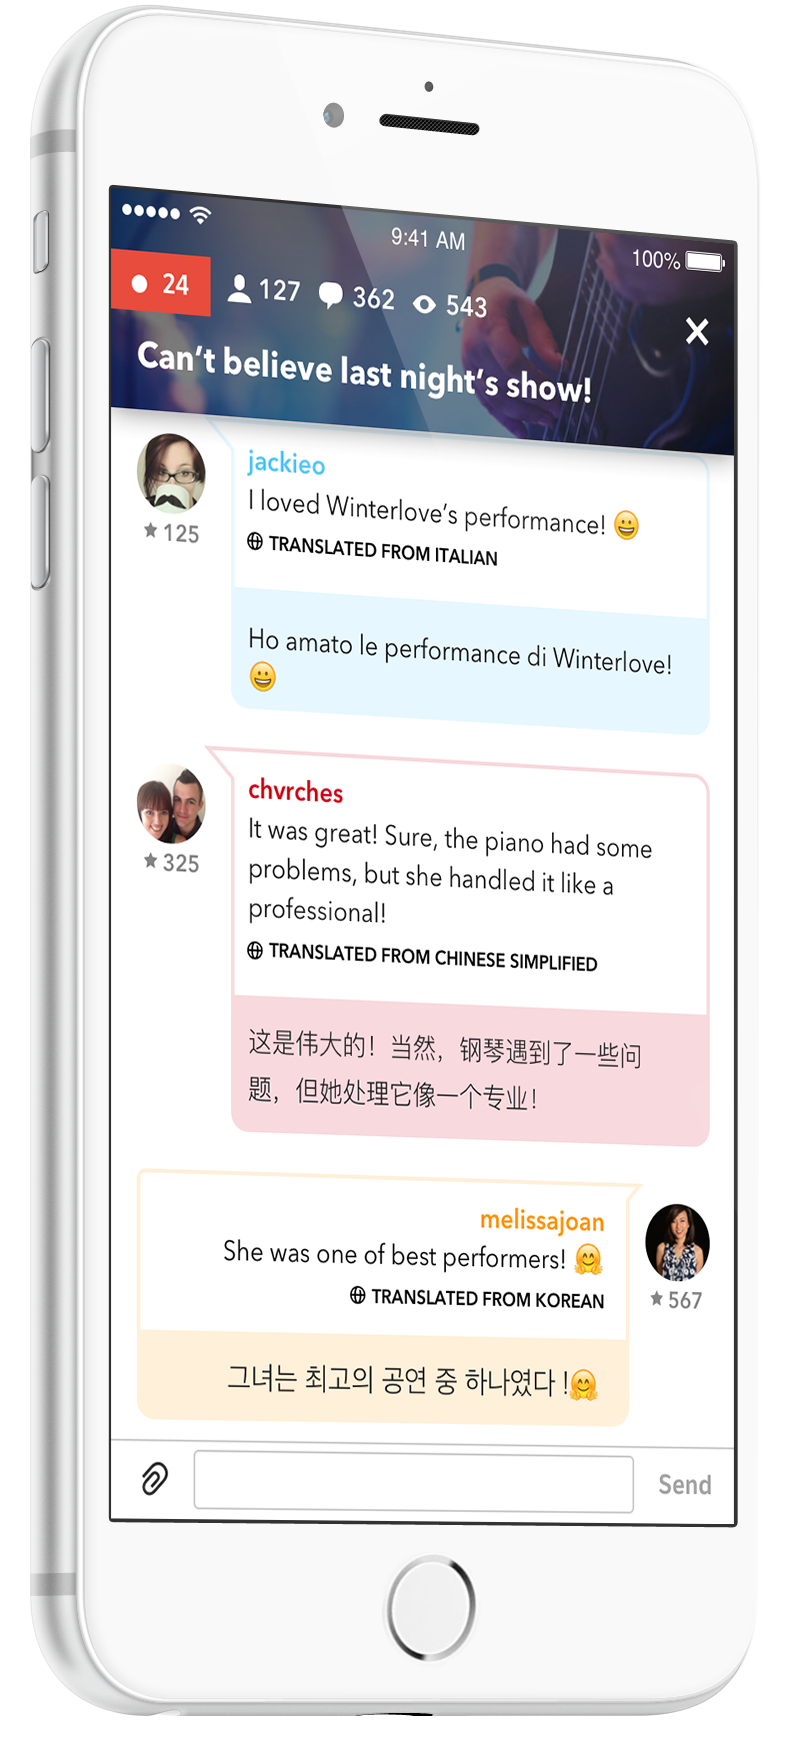 9:41 AM
100%
24 127 362 543
Can't believe last night's show!
jackieo
I loved Winterlove's performance! 😀
125
TRANSLATED FROM ITALIAN
Ho amato le performance di Winterlove!
😀
chvrches
It was great! Sure, the piano had some
325
problems, but she handled it like a
professional!
TRANSLATED FROM CHINESE SIMPLIFIED
这是伟大的！当然，钢琴遇到了一些问
题，但她处理它像一个专业！
melissajoan
She was one of best performers! 🤗
TRANSLATED FROM KOREAN
567
그녀는 최고의 공연 중 하나였다 !🤗
Send